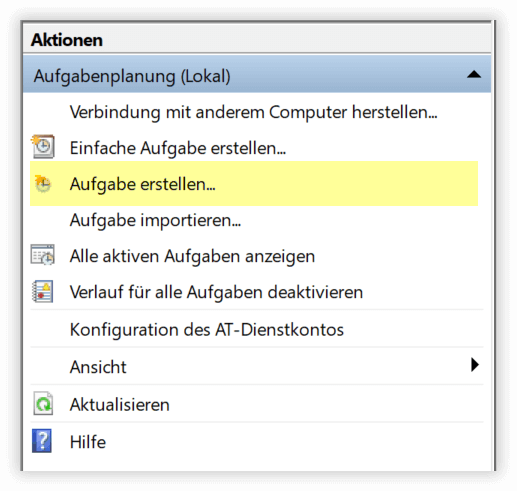 Aktionen
Aufgabenplanung (Lokal)
Verbindung mit anderem Computer herstellen...
Einfache Aufgabe erstellen...
Aufgabe erstellen...
Aufgabe importieren...
Alle aktiven Aufgaben anzeigen
Verlauf für alle Aufgaben deaktivieren
Konfiguration des AT-Dienstkontos
Ansicht
Aktualisieren
Hilfe